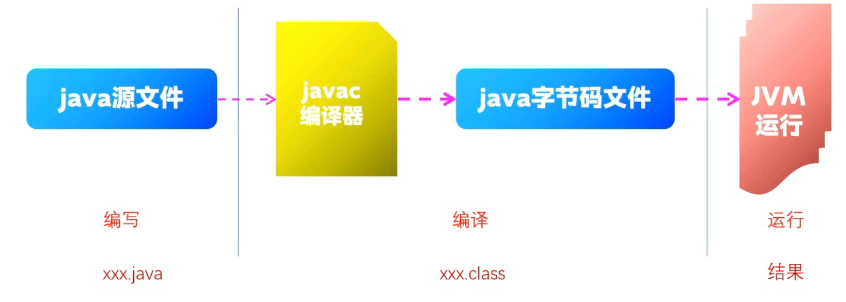 java源文件
javac
编译器
java字节码文件
JVM
运行
编写
编译
运行
xxx.java
xxx.class
结果